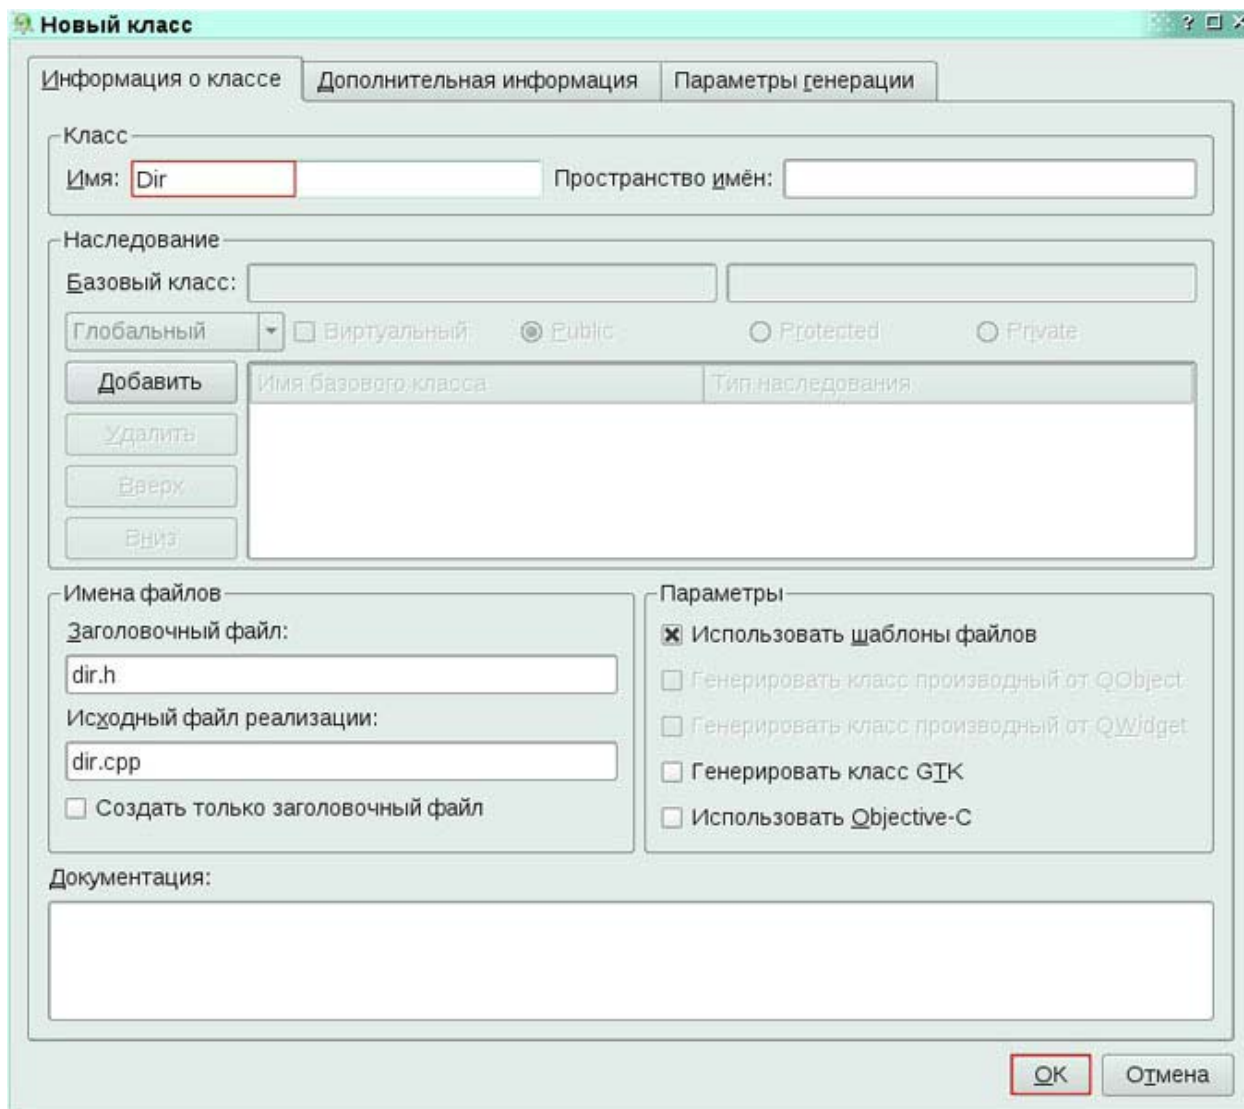 Новый класс
Информация о классе Дополнительная информация Параметры генерации
Класс
Имя: Dir Пространство имён:
Наследование
Базовый класс:
Глобальный Виртуальный Public Protected Private
Добавить Имя базового класса Тип наследования
Удалить
Вверх
Вниз
Имена файлов
Заголовочный файл:
dir.h
Исходный файл реализации:
dir.cpp
Создать только заголовочный файл
Параметры
Использовать шаблоны файлов
Генерировать класс производный от QObject
Генерировать класс производный от QWidget
Генерировать класс GTK
Использовать Objective-C
Документация:
OK Отмена